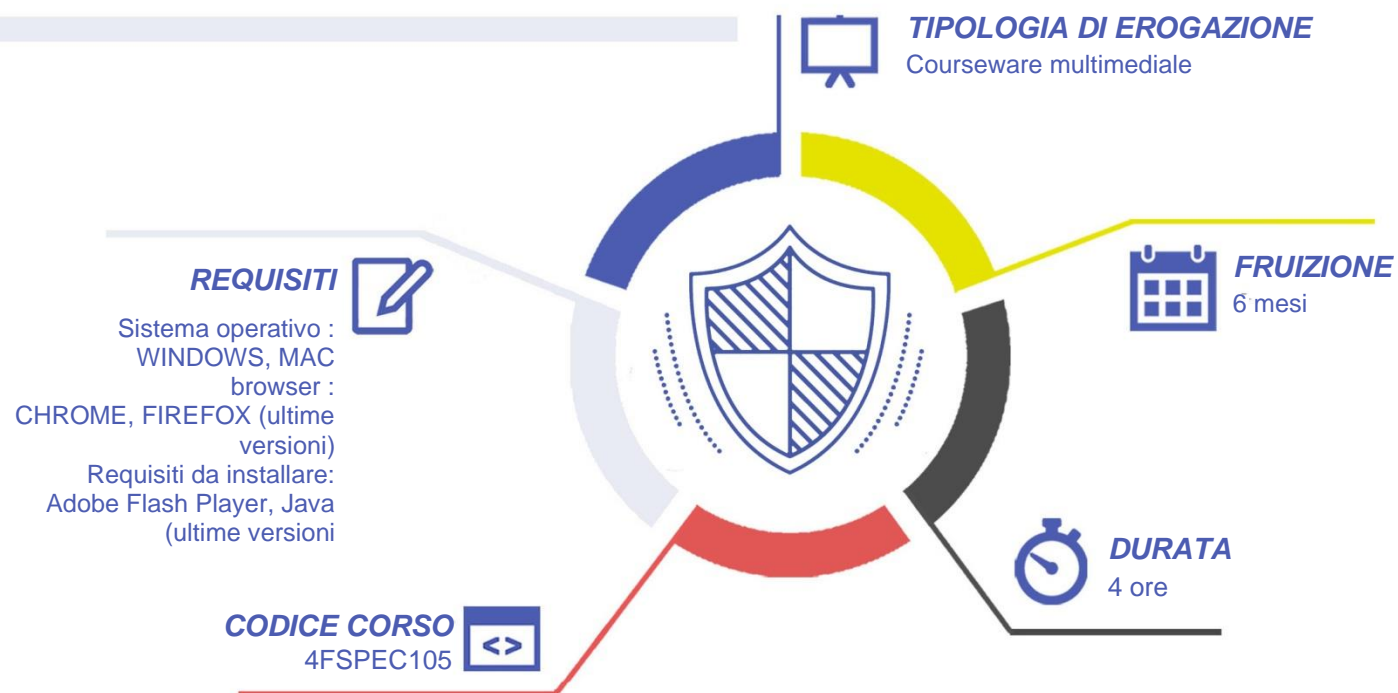 TIPOLOGIA DI EROGAZIONE
Courseware multimediale
REQUISITI
Sistema operativo :
WINDOWS, MAC
browser :
CHROME, FIREFOX (ultime
versioni)
Requisiti da installare:
Adobe Flash Player, Java
(ultime versioni
FRUIZIONE
6 mesi
DURATA
4 ore
CODICE CORSO
4FSPEC105
<>